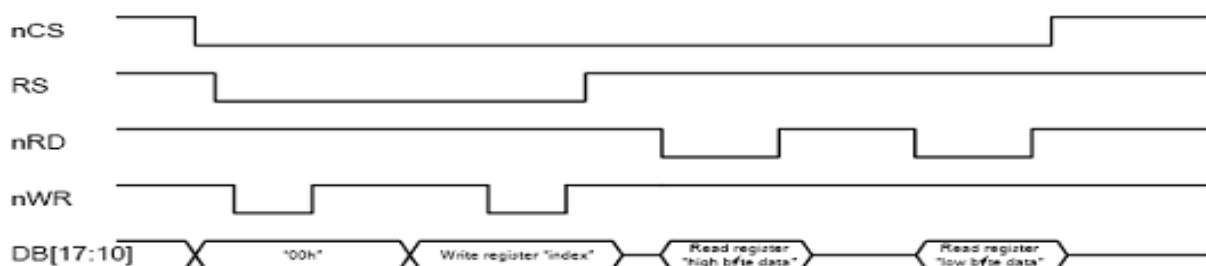 nCS
RS
nRD
nWR
DB[17:10]
"00h"
Write register "index"
Read register
"high byte data"
Read register
"low byte data"